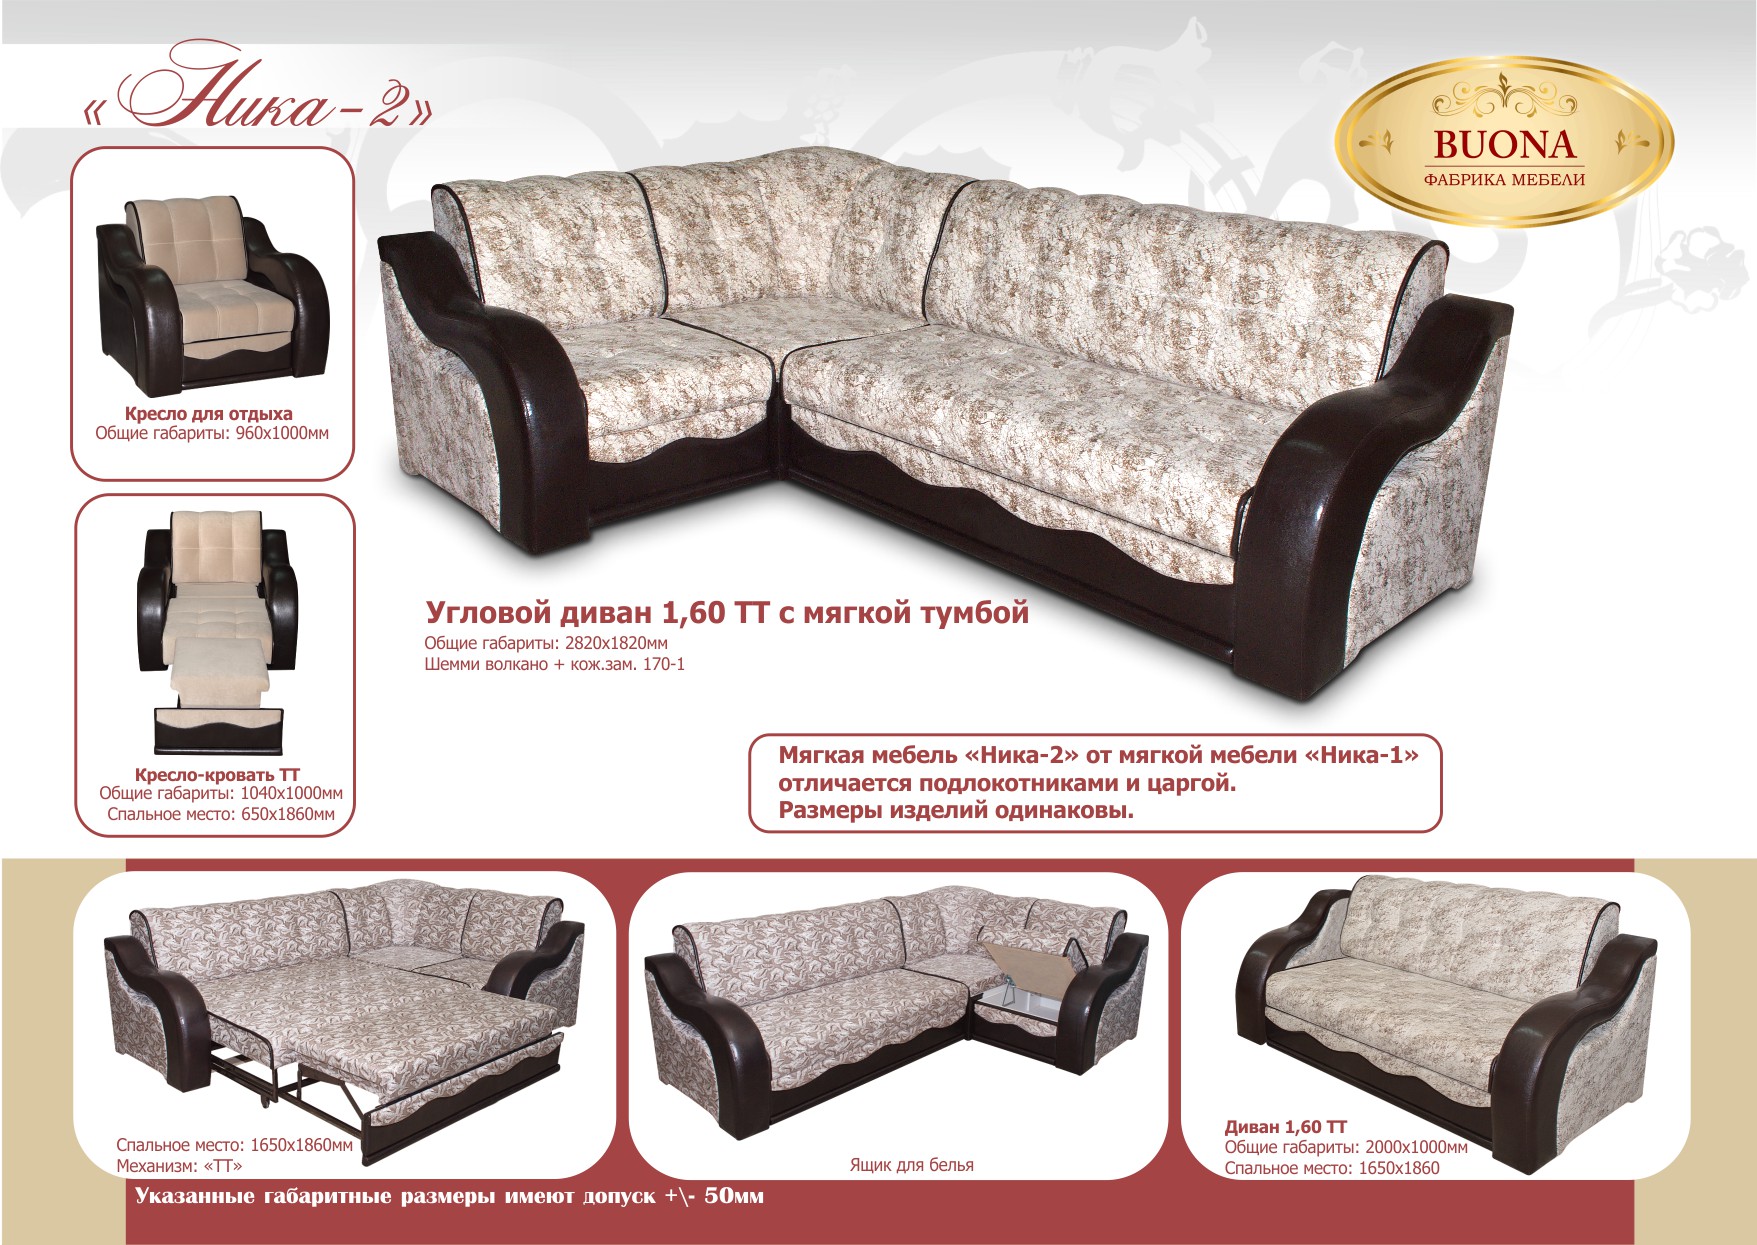 «Ника-2»
BUONA
ФАБРИКА МЕБЕЛИ
Кресло для отдыха
Общие габариты: 960х1000мм
Кресло-кровать ТТ
Общие габариты: 1040х1000мм
Спальное место: 650х1860мм
Угловой диван 1,60 ТТ с мягкой тумбой
Общие габариты: 2820х1820мм
Шемми волкано + кож.зам. 170-1
Мягкая мебель «Ника-2» от мягкой мебели «Ника-1»
отличается подлокотниками и царгой.
Размеры изделий одинаковы.
Спальное место: 1650х1860мм
Механизм: «ТТ»
Ящик для белья
Диван 1,60 ТТ
Общие габариты: 2000х1000мм
Спальное место: 1650х1860
Указанные габаритные размеры имеют допуск +\- 50мм